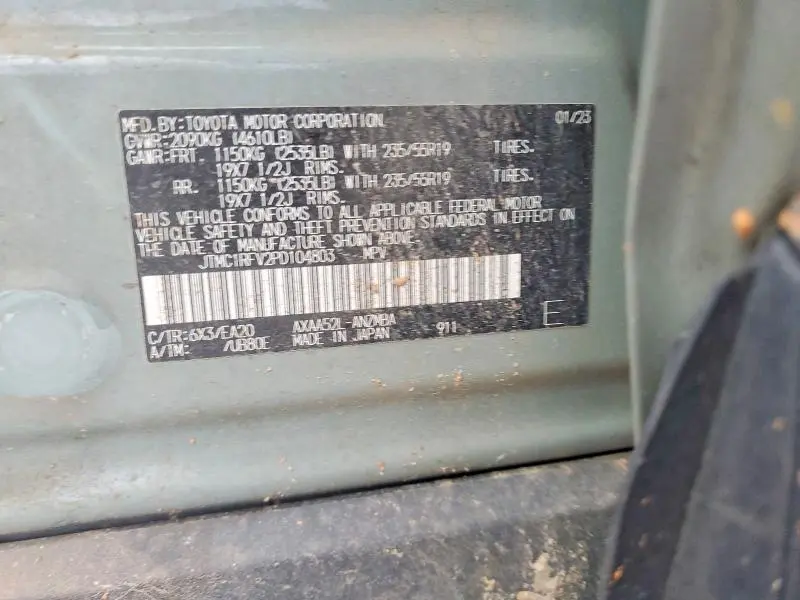 MFD. BY: TOYOTA MOTOR CORPORATION 01/23
GVWR: 2090KG (4610LB)
GAWR: FRT. 1150KG (2535LB) WITH 235/55R19 TIRES.
19X7 1/2J RIMS.
RR. 1150KG (2535LB) WITH 235/55R19 TIRES.
19X7 1/2J RIMS.
THIS VEHICLE CONFORMS TO ALL APPLICABLE FEDERAL MOTOR
VEHICLE SAFETY AND THEFT PREVENTION STANDARDS IN EFFECT ON
THE DATE OF MANUFACTURE SHOWN ABOVE.
JTMC1RFV2PD104803 MPV
C/TR: 6X3/EA20 AXAA52L-ANZMBA 911 E
A/TM: /UB80E MADE IN JAPAN